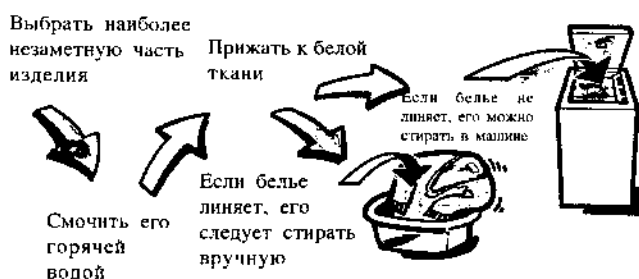 Выбрать наиболее
незаметную часть
изделия
Смочить его
горячей
водой
Прижать к белой
ткани
Если белье не
линяет, его можно
стирать в машине
Если белье
линяет, его
следует стирать
вручную